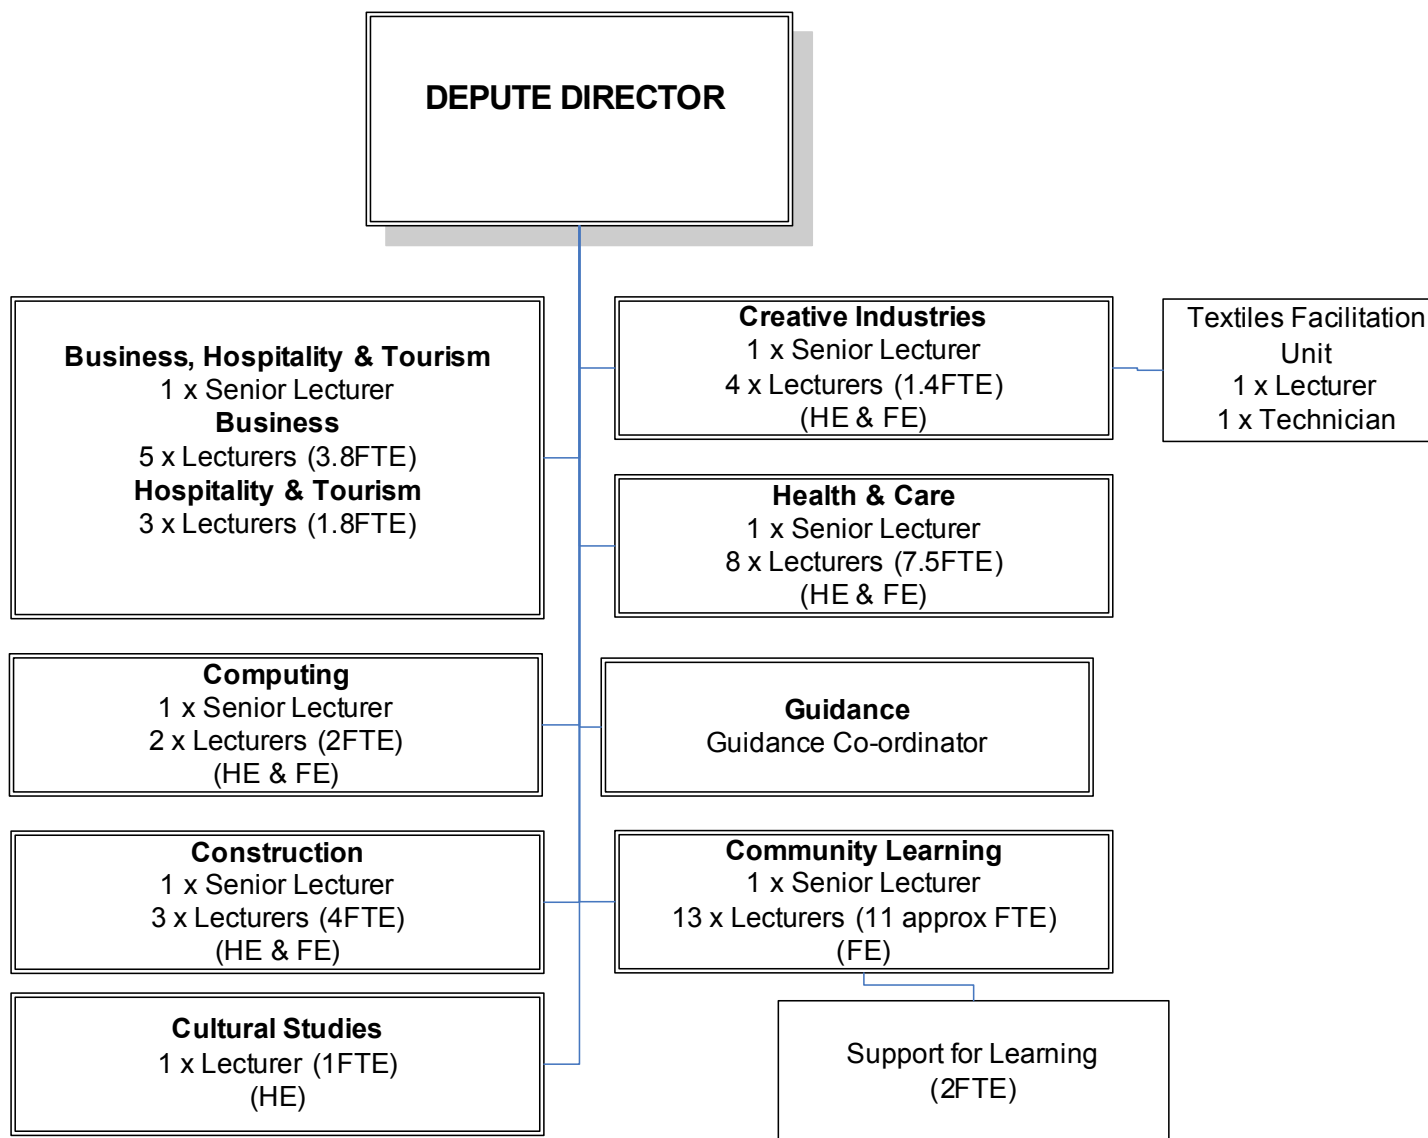 DEPUTE DIRECTOR
Business, Hospitality & Tourism
1 x Senior Lecturer
Business
5 x Lecturers (3.8FTE)
Hospitality & Tourism
3 x Lecturers (1.8FTE)
Creative Industries
1 x Senior Lecturer
4 x Lecturers (1.4FTE)
(HE & FE)
Textiles Facilitation
Unit
1 x Lecturer
1 x Technician
Health & Care
1 x Senior Lecturer
8 x Lecturers (7.5FTE)
(HE & FE)
Computing
1 x Senior Lecturer
2 x Lecturers (2FTE)
(HE & FE)
Guidance
Guidance Co-ordinator
Construction
1 x Senior Lecturer
3 x Lecturers (4FTE)
(HE & FE)
Community Learning
1 x Senior Lecturer
13 x Lecturers (11 approx FTE)
(FE)
Cultural Studies
1 x Lecturer (1FTE)
(HE)
Support for Learning
(2FTE)